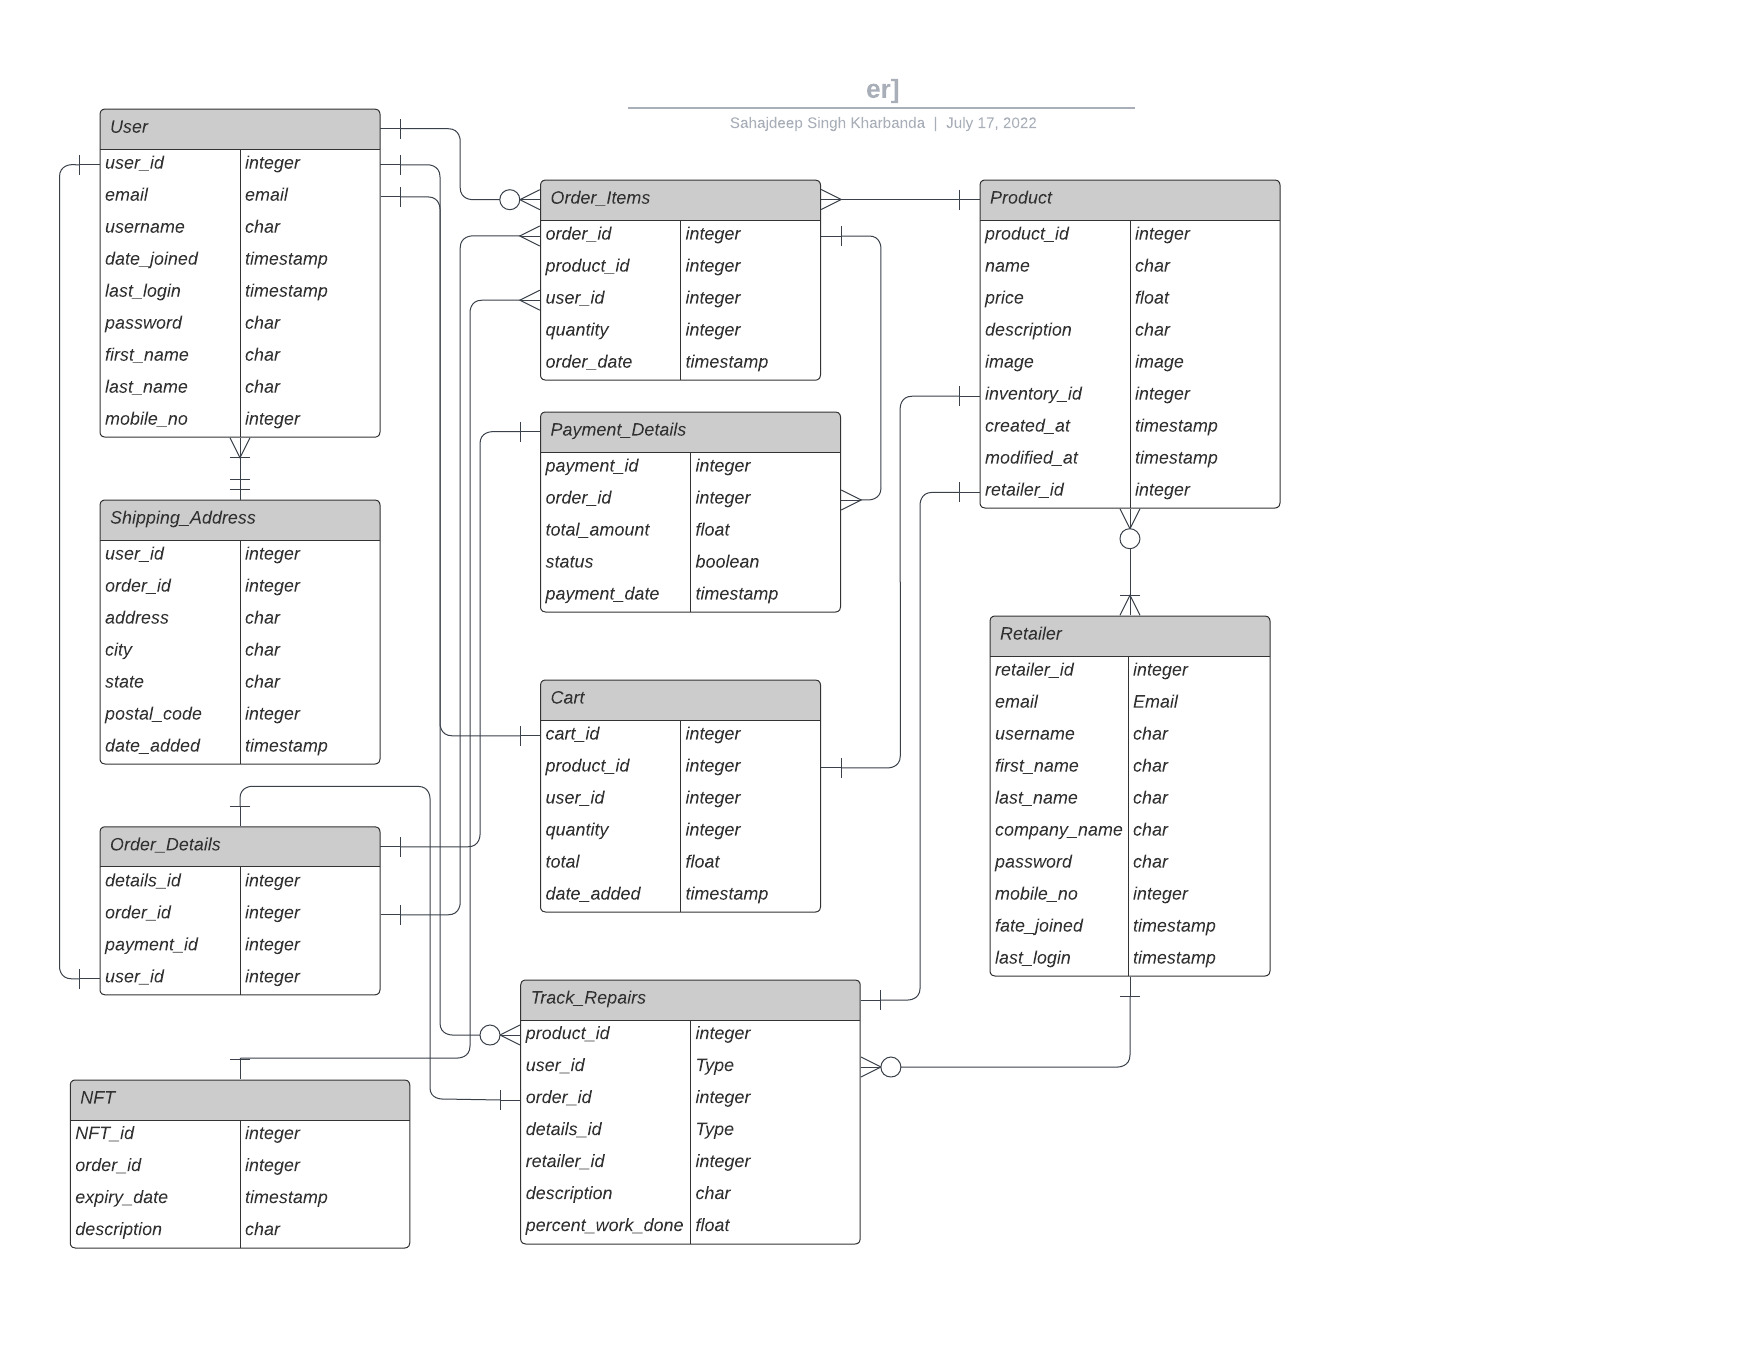 er]
Sahajdeep Singh Kharbanda | July 17, 2022
User
user_id integer
email email
username char
date_joined timestamp
last_login timestamp
password char
first_name char
last_name char
mobile_no integer
Shipping_Address
user_id integer
order_id integer
address char
city char
state char
postal_code integer
date_added timestamp
Order_Details
details_id integer
order_id integer
payment_id integer
user_id integer
NFT
NFT_id integer
order_id integer
expiry_date timestamp
description char
Order_Items
order_id integer
product_id integer
user_id integer
quantity integer
order_date timestamp
Payment_Details
payment_id integer
order_id integer
total_amount float
status boolean
payment_date timestamp
Cart
cart_id integer
product_id integer
user_id integer
quantity integer
total float
date_added timestamp
Track_Repairs
product_id integer
user_id Type
order_id integer
details_id Type
retailer_id integer
description char
percent_work_done float
Product
product_id integer
name char
price float
description char
image image
inventory_id integer
created_at timestamp
modified_at timestamp
retailer_id integer
Retailer
retailer_id integer
email Email
username char
first_name char
last_name char
company_name char
password char
mobile_no integer
fate_joined timestamp
last_login timestamp